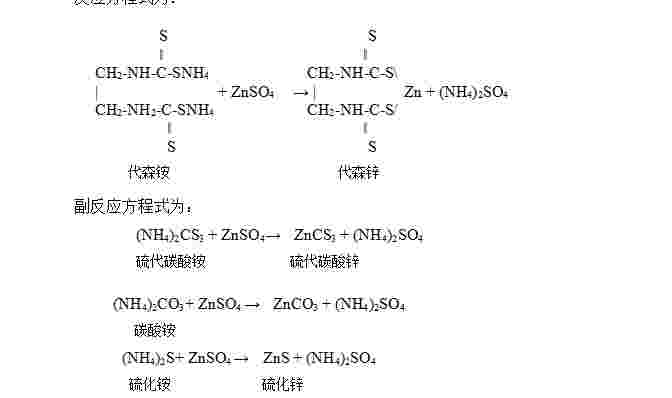 反应方程式为：
S S
‖ ‖
CH2-NH-C-SNH4 CH2-NH-C-S\
| + ZnSO4 → | Zn + (NH4)2SO4
CH2-NH2-C-SNH4 CH2-NH-C-S/
‖ ‖
S S
代森铵 代森锌
副反应方程式为：
(NH4)2CS3 + ZnSO4→ ZnCS3 + (NH4)2SO4
硫代碳酸铵 硫代碳酸锌
(NH4)2CO3+ ZnSO4 → ZnCO3 + (NH4)2SO4
碳酸铵
(NH4)2S+ ZnSO4 → ZnS + (NH4)2SO4
硫化铵 硫化锌